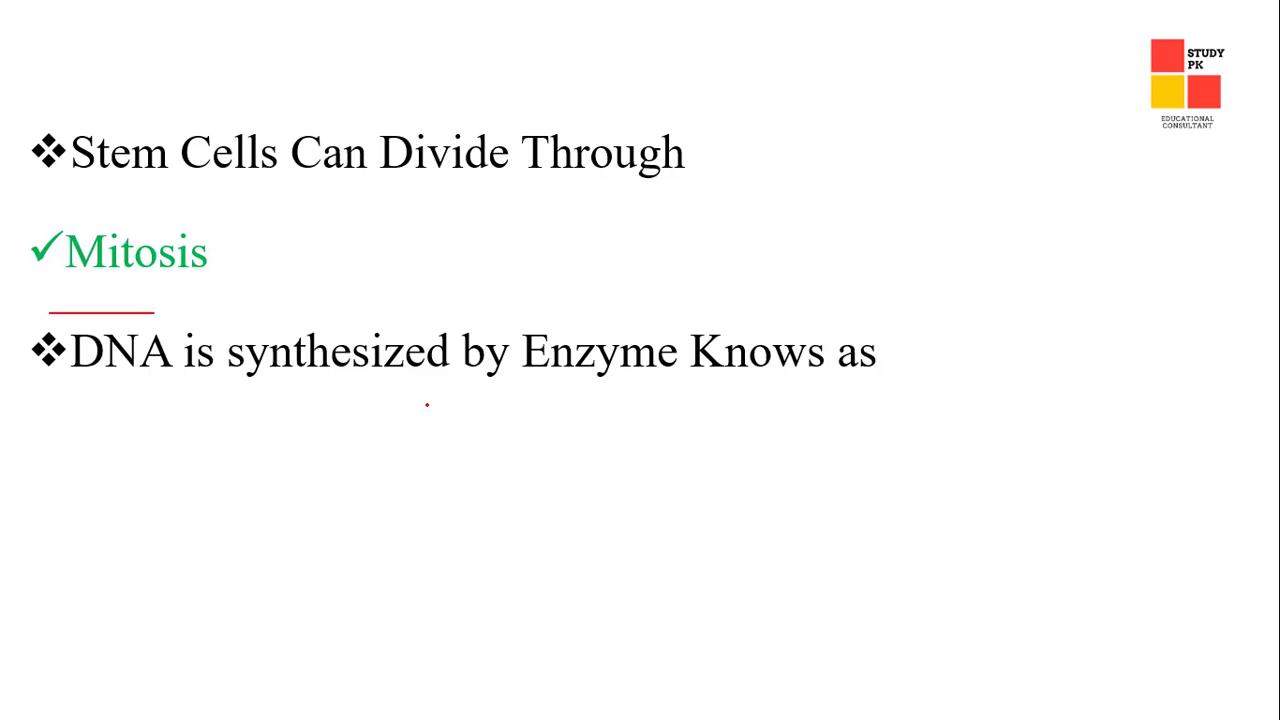 STUDY
PK
EDUCATIONAL
CONSULTANT
❖Stem Cells Can Divide Through
✓Mitosis
❖DNA is synthesized by Enzyme Knows as